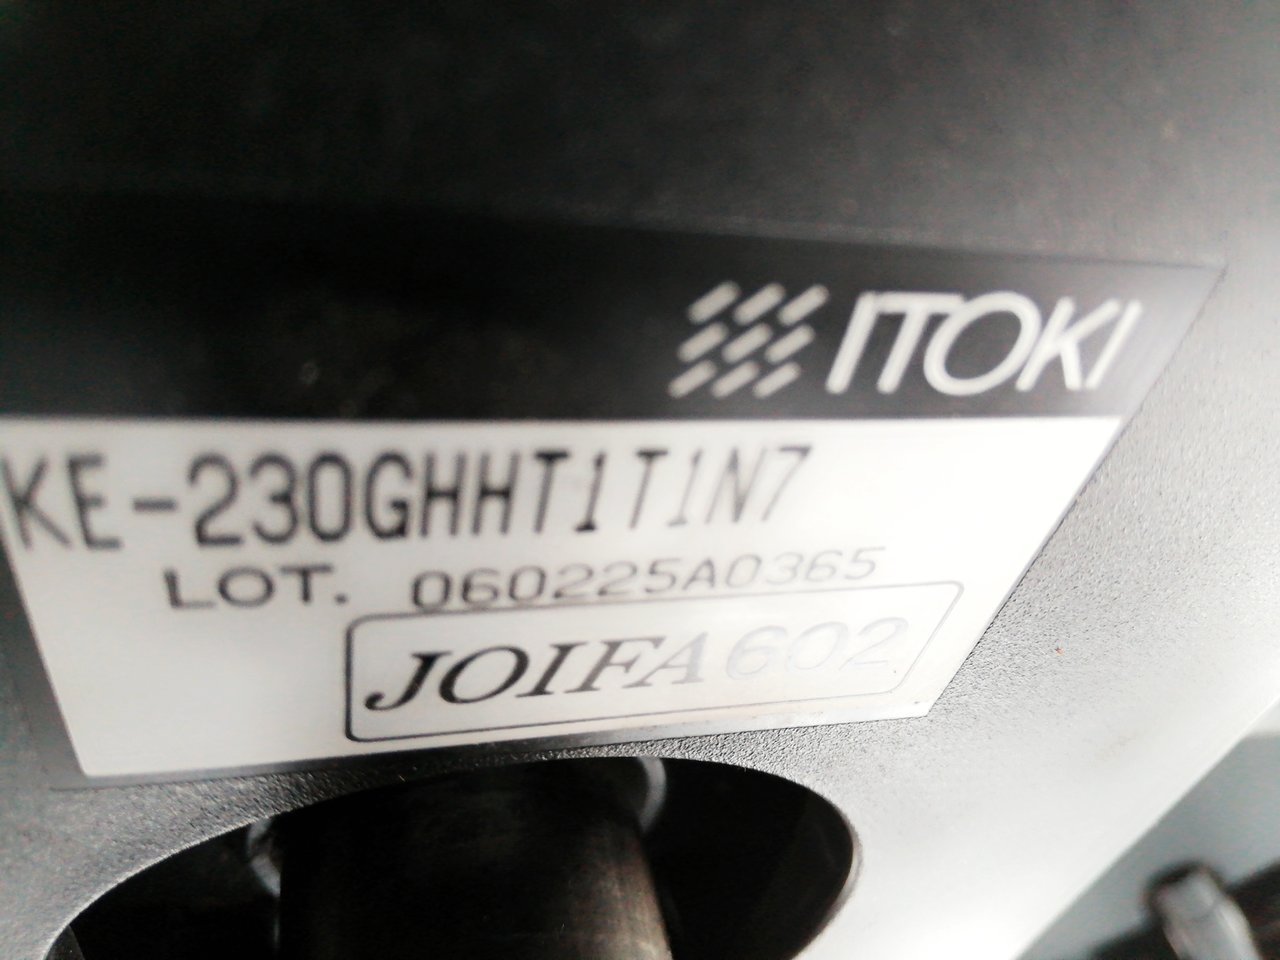 ITOKI
KE-230GHHT1T1N7
LOT. 060225A0365
JOIFA602